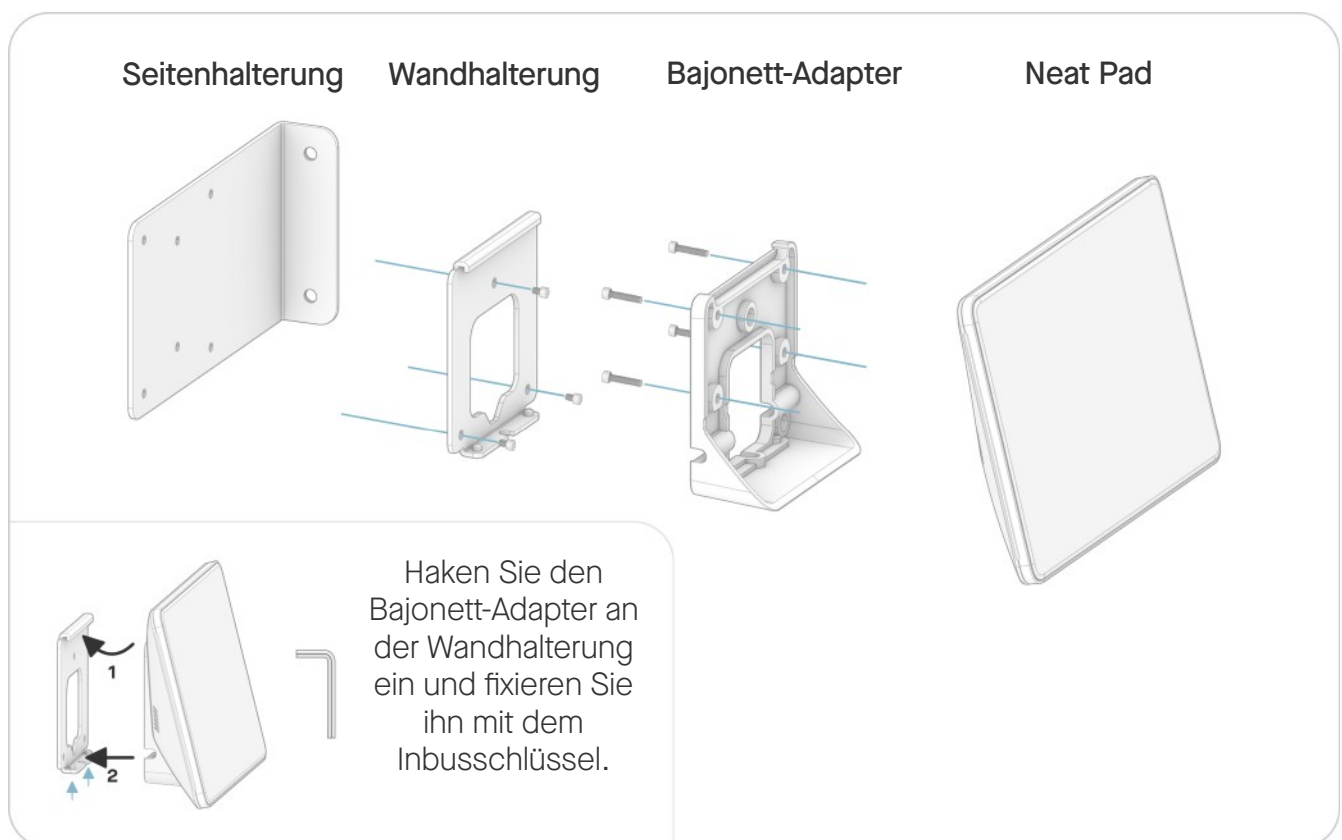 Seitenhalterung
Wandhalterung
Bajonett-Adapter
Neat Pad
1
2
Haken Sie den
Bajonett-Adapter an
der Wandhalterung
ein und fixieren Sie
ihn mit dem
Inbusschlüssel.